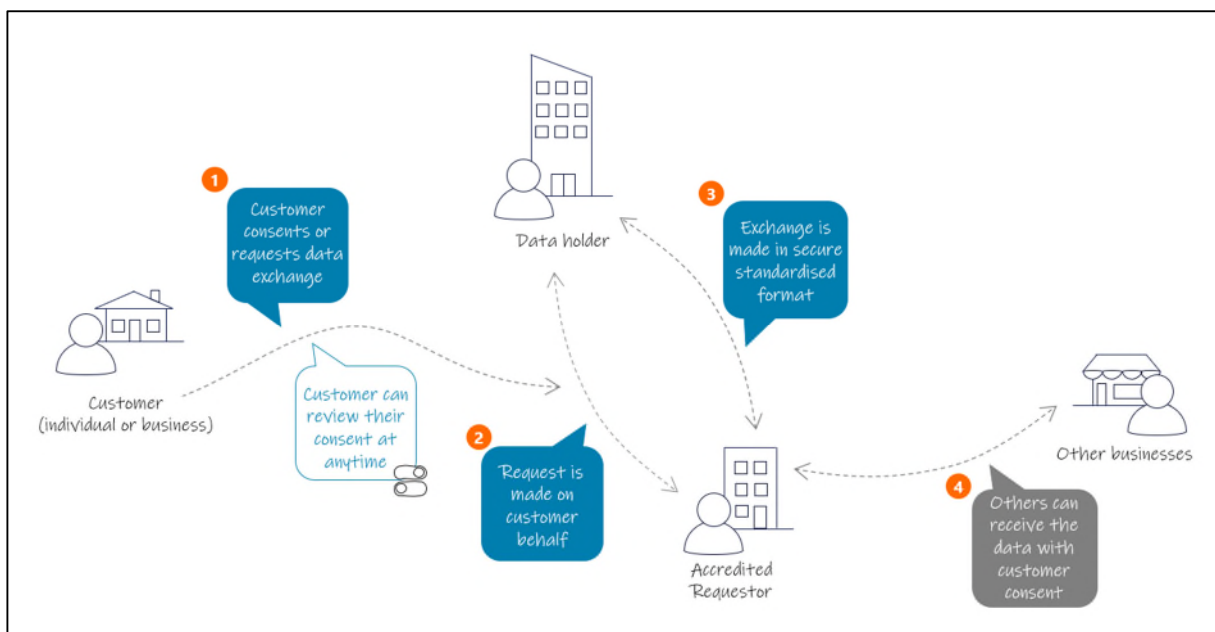 1
Customer
consents or
requests data
exchange
Data holder
3
Exchange is
made in secure
standardised
format
Customer
(individual or business)
Customer can
review their
consent at
anytime
2
Request is
made on
customer
behalf
Accredited
Requestor
Other businesses
4
Others can
receive the
data with
customer
consent